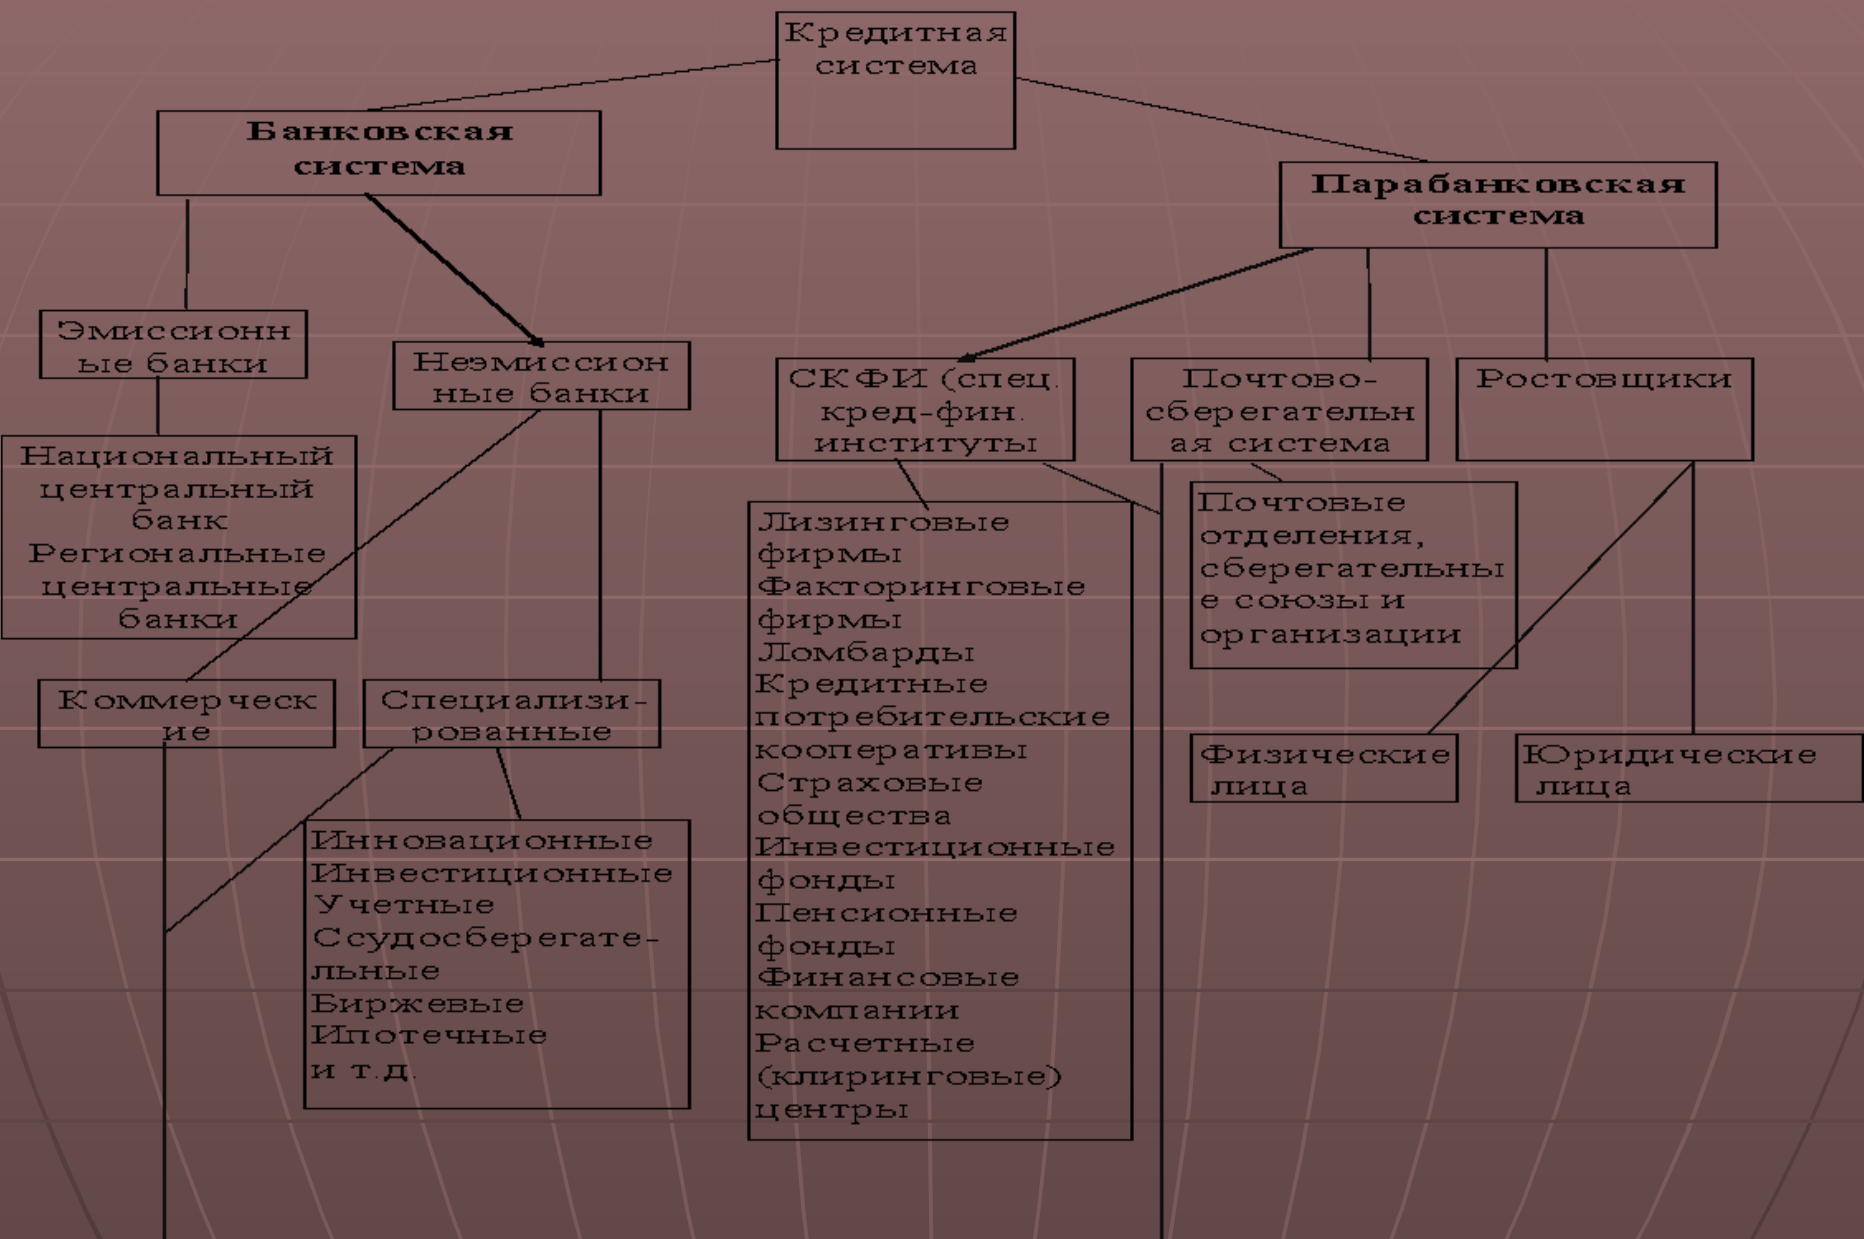 Кредитная
система
Банковская
система
Парабанковская
система
Эмиссионн
ые банки
Неэмиссион
ные банки
СКФИ (спец.
кред-фин.
институты
Почтово-
сберегательн
ая система
Ростовщики
Национальный
центральный
банк
Региональные
центральные
банки
Лизинговые
фирмы
Факторинговые
фирмы
Ломбарды
Кредитные
потребительские
кооперативы
Страховые
общества
Инвестиционные
фонды
Пенсионные
фонды
Финансовые
компании
Расчетные
(клиринговые)
центры
Почтовые
отделения,
сберегательны
е союзы и
организации
Коммерческ
ие
Специализи-
рованные
Физические
лица
Юридические
лица
Инновационные
Инвестиционные
Учетные
Ссудосберегате-
льные
Биржевые
Ипотечные
и т.д.